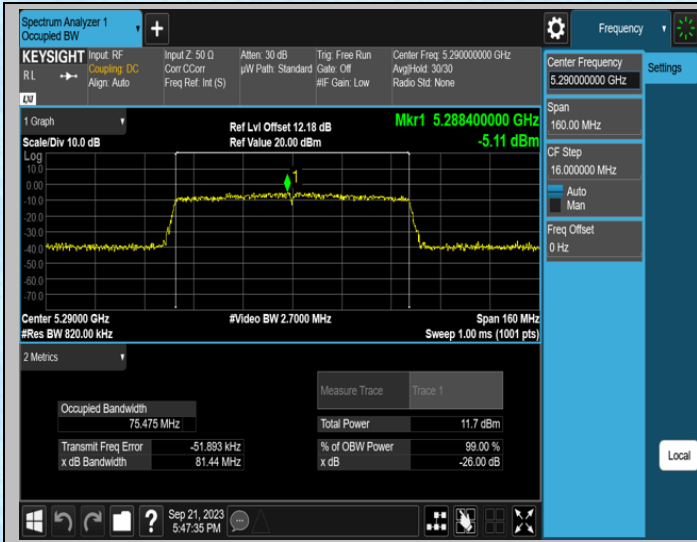 Spectrum Analyzer 1
Occupied BW
Frequency
KEYSIGHT
RL
LXI
Input: RF
Coupling: DC
Align: Auto
Input Z: 50 Ω
Corr CCorr
Freq Ref: Int (S)
Atten: 30 dB
µW Path: Standard
Trig: Free Run
Gate: Off
#IF Gain: Low
Center Freq: 5.290000000 GHz
Avg|Hold: 30/30
Radio Std: None
Center Frequency
5.290000000 GHz
Settings
Span
160.00 MHz
CF Step
16.000000 MHz
Auto
Man
Freq Offset
0 Hz
Local
1 Graph
Scale/Div 10.0 dB
Ref Lvl Offset 12.18 dB
Ref Value 20.00 dBm
Mkr1 5.288400000 GHz
-5.11 dBm
Log
10.0
0.00
-10.0
-20.0
-30.0
-40.0
-50.0
-60.0
-70.0
1
Center 5.29000 GHz
#Res BW 820.00 kHz
#Video BW 2.7000 MHz
Span 160 MHz
Sweep 1.00 ms (1001 pts)
2 Metrics
Measure Trace
Trace 1
Occupied Bandwidth
75.475 MHz
Total Power
11.7 dBm
Transmit Freq Error
-51.893 kHz
% of OBW Power
99.00 %
x dB Bandwidth
81.44 MHz
x dB
-26.00 dB
?
Sep 21, 2023
5:47:35 PM